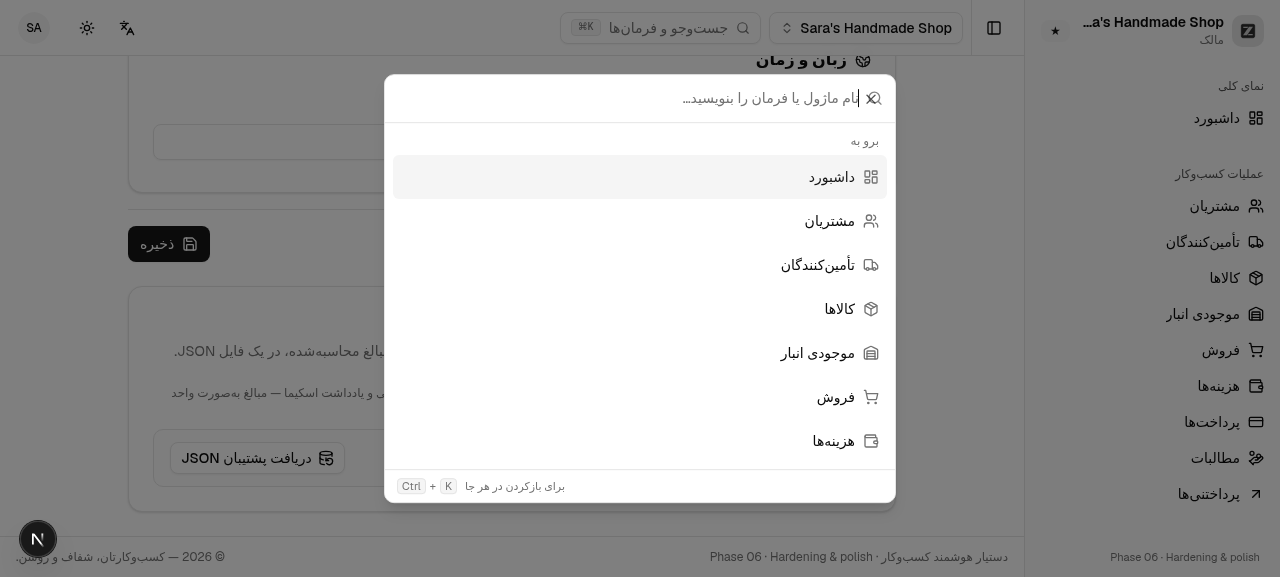 SA
⌘K
جست‌وجو و فرمان‌ها
Sara's Handmade Shop
...a's Handmade Shop
مالک
نمای کلی
داشبورد
عملیات کسب‌وکار
مشتریان
تأمین‌کنندگان
کالاها
موجودی انبار
فروش
هزینه‌ها
پرداخت‌ها
مطالبات
پرداختنی‌ها
Phase 06 · Hardening & polish
زبان و زمان
ذخیره
مبالغ محاسبه‌شده، در یک فایل JSON.
و یادداشت اسکیما — مبالغ به‌صورت واحد
دریافت پشتیبان JSON
نام ماژول یا فرمان را بنویسید...
برو به
داشبورد
مشتریان
تأمین‌کنندگان
کالاها
موجودی انبار
فروش
هزینه‌ها
برای بازکردن در هر جا Ctrl + K
دستیار هوشمند کسب‌وکار · Phase 06 · Hardening & polish
© 2026 — کسب‌وکارتان، شفاف و روشن.
N